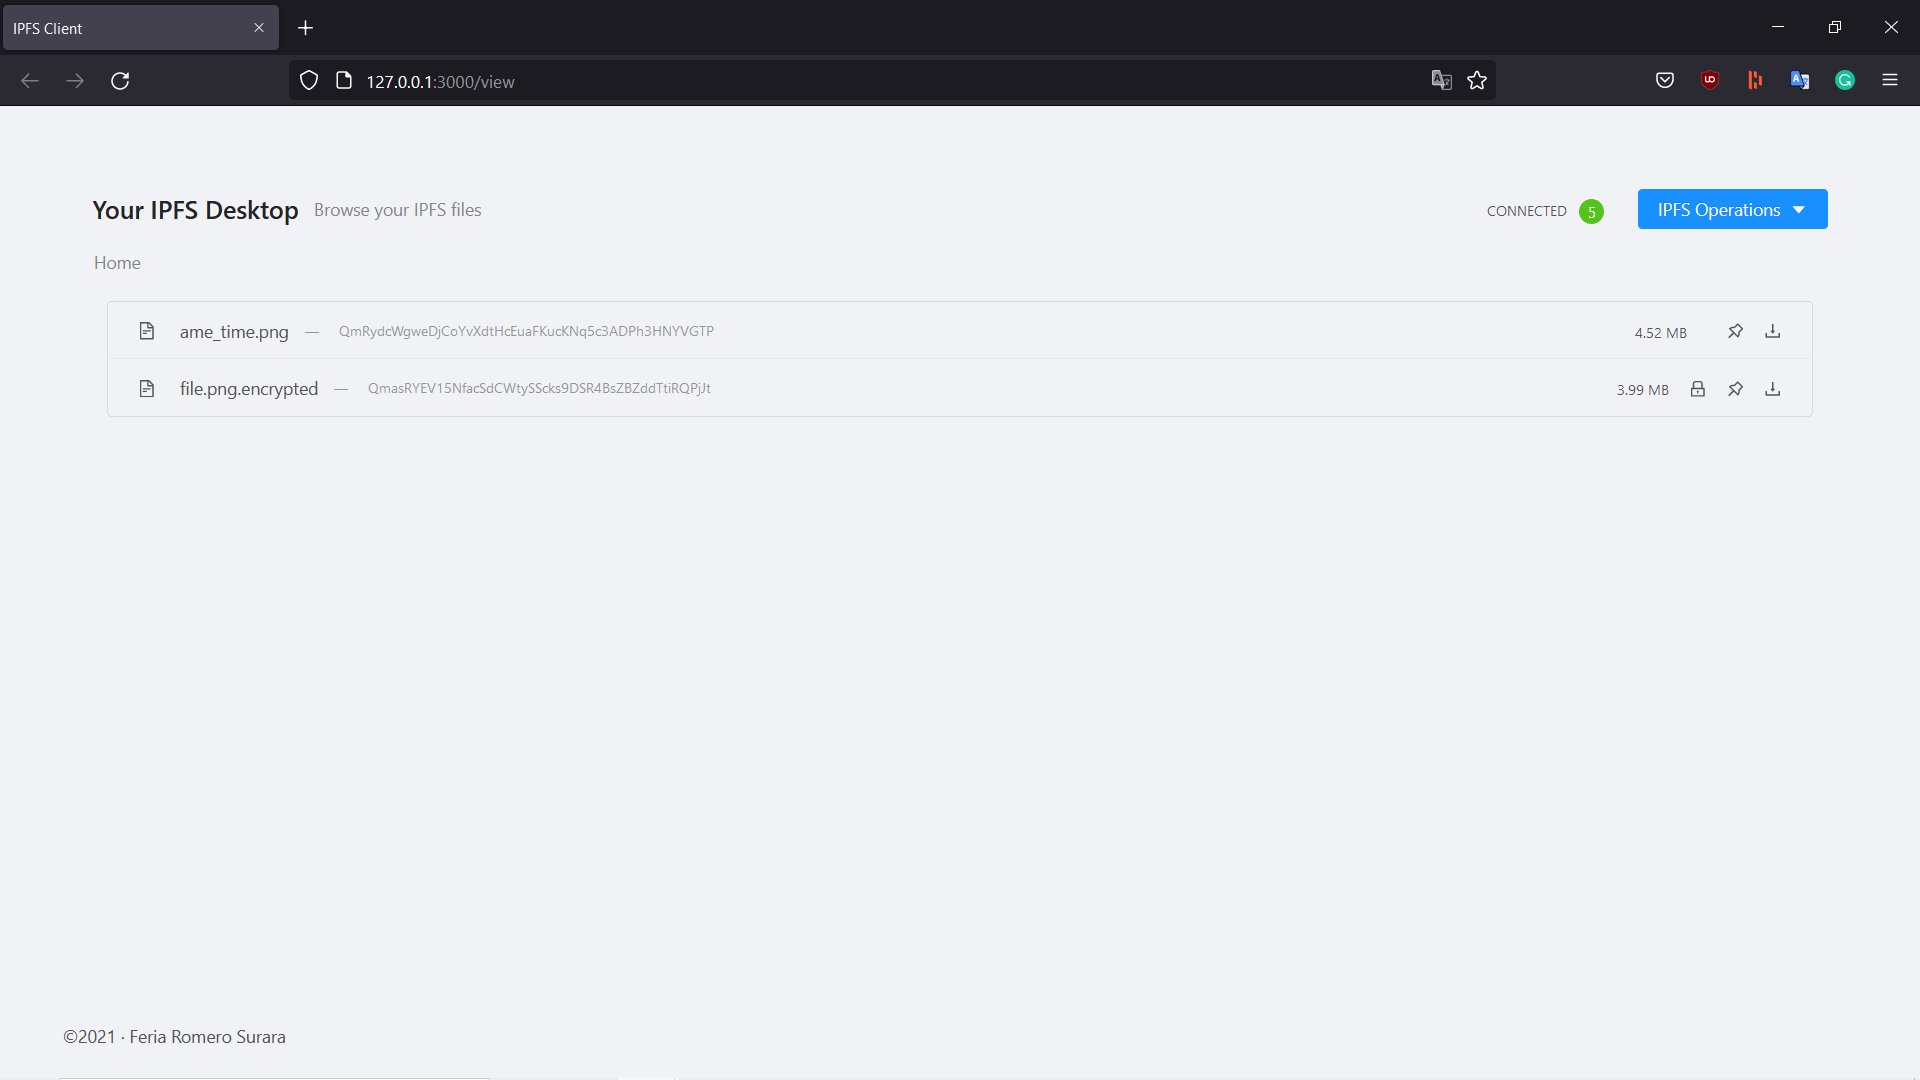 IPFS Client
127.0.0.1:3000/view
Your IPFS Desktop Browse your IPFS files CONNECTED 5 IPFS Operations
Home
ame_time.png — QmRydcWgweDjCoYvXdtHcEuaFKucKNq5c3ADPh3HNYVGTP 4.52 MB
file.png.encrypted — QmasRYEV15NfacSdCWtySScks9DSR4BsZBZddTtiRQPjJt 3.99 MB
©2021 · Feria Romero Surara